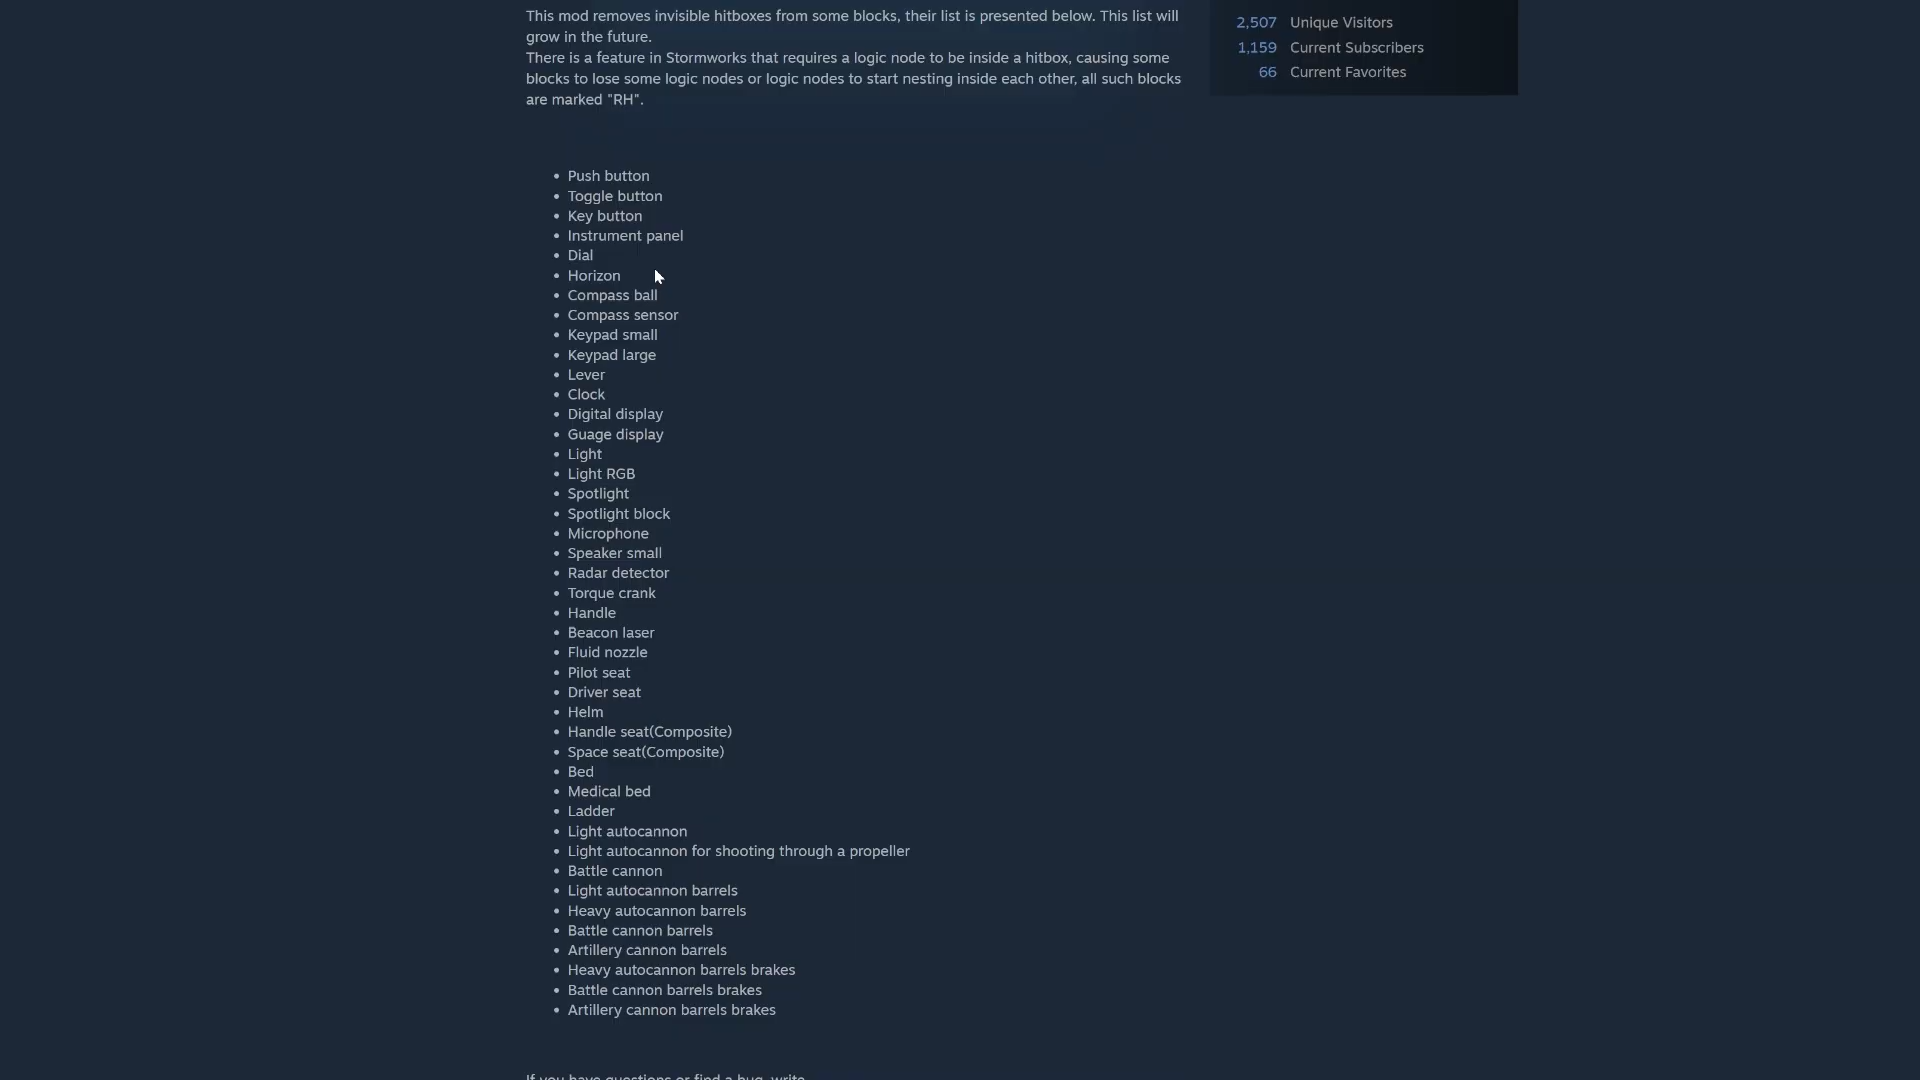 This mod removes invisible hitboxes from some blocks, their list is presented below. This list will
grow in the future.
There is a feature in Stormworks that requires a logic node to be inside a hitbox, causing some
blocks to lose some logic nodes or logic nodes to start nesting inside each other, all such blocks
are marked "RH".
2,507 Unique Visitors
1,159 Current Subscribers
66 Current Favorites
• Push button
• Toggle button
• Key button
• Instrument panel
• Dial
• Horizon
• Compass ball
• Compass sensor
• Keypad small
• Keypad large
• Lever
• Clock
• Digital display
• Guage display
• Light
• Light RGB
• Spotlight
• Spotlight block
• Microphone
• Speaker small
• Radar detector
• Torque crank
• Handle
• Beacon laser
• Fluid nozzle
• Pilot seat
• Driver seat
• Helm
• Handle seat(Composite)
• Space seat(Composite)
• Bed
• Medical bed
• Ladder
• Light autocannon
• Light autocannon for shooting through a propeller
• Battle cannon
• Light autocannon barrels
• Heavy autocannon barrels
• Battle cannon barrels
• Artillery cannon barrels
• Heavy autocannon barrels brakes
• Battle cannon barrels brakes
• Artillery cannon barrels brakes
If you have questions or find a bug, write